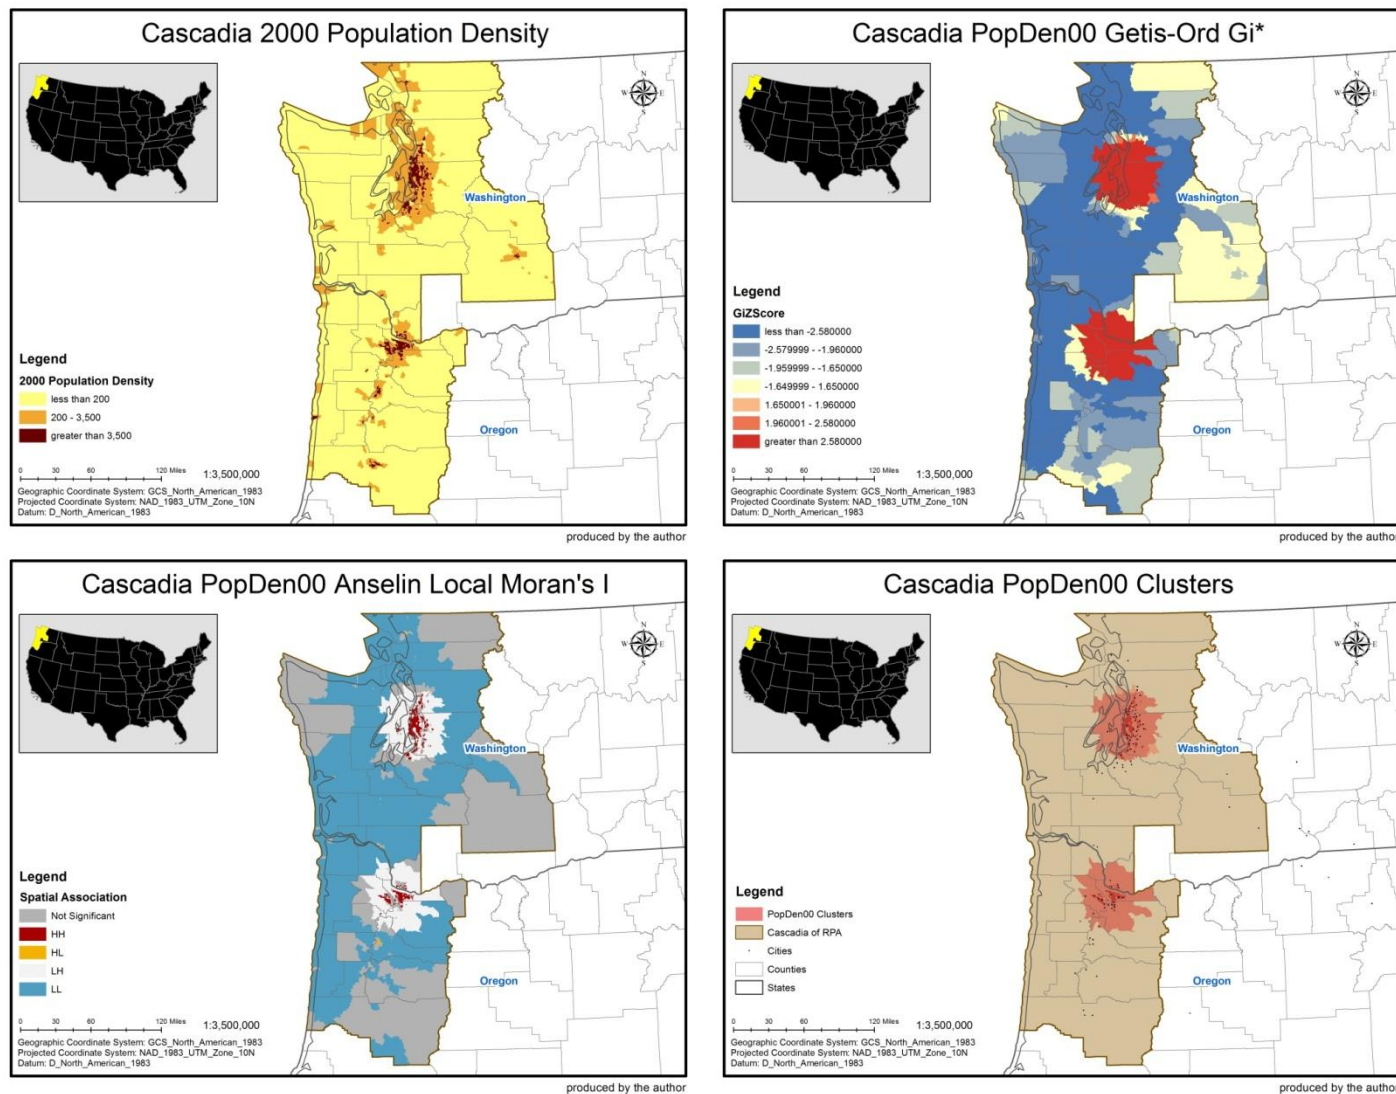 Cascadia 2000 Population Density
N
W
E
S
Washington
Oregon
Legend
2000 Population Density
less than 200
200 - 3,500
greater than 3,500
0 30 60 120 Miles
1:3,500,000
Geographic Coordinate System: GCS_North_American_1983
Projected Coordinate System: NAD_1983_UTM_Zone_10N
Datum: D_North_American_1983
produced by the author
Cascadia PopDen00 Getis-Ord Gi*
N
W
E
S
Washington
Oregon
Legend
GiZScore
less than -2.580000
-2.579999 - -1.960000
-1.959999 - -1.650000
-1.649999 - 1.650000
1.650001 - 1.960000
1.960001 - 2.580000
greater than 2.580000
0 30 60 120 Miles
1:3,500,000
Geographic Coordinate System: GCS_North_American_1983
Projected Coordinate System: NAD_1983_UTM_Zone_10N
Datum: D_North_American_1983
produced by the author
Cascadia PopDen00 Anselin Local Moran's I
N
W
E
S
Washington
Oregon
Legend
Spatial Association
Not Significant
HH
HL
LH
LL
0 30 60 120 Miles
1:3,500,000
Geographic Coordinate System: GCS_North_American_1983
Projected Coordinate System: NAD_1983_UTM_Zone_10N
Datum: D_North_American_1983
produced by the author
Cascadia PopDen00 Clusters
N
W
E
S
Washington
Oregon
Legend
PopDen00 Clusters
Cascadia of RPA
Cities
Counties
States
0 30 60 120 Miles
1:3,500,000
Geographic Coordinate System: GCS_North_American_1983
Projected Coordinate System: NAD_1983_UTM_Zone_10N
Datum: D_North_American_1983
produced by the author